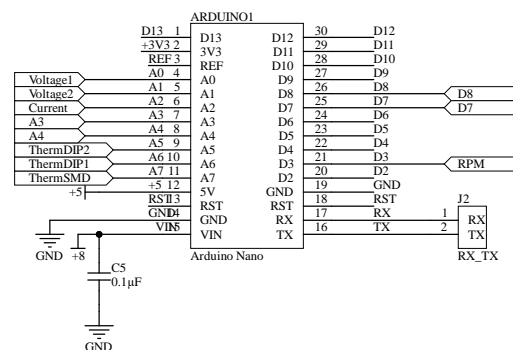 ARDUINO1
D13 1 D13 D12 30 D12
+3V3 2 3V3 D11 29 D11
REF 3 REF D10 28 D10
Voltage1 A0 4 A0 D9 27 D9
Voltage2 A1 5 A1 D8 26 D8 D8
Current A2 6 A2 D7 25 D7 D7
A3 A3 7 A3 D6 24 D6
A4 A4 8 A4 D5 23 D5
ThermDIP2 A5 9 A5 D4 22 D4
ThermDIP1 A6 10 A6 D3 21 D3 RPM
ThermSMD A7 11 A7 D2 20 D2
+5 +5 12 5V GND 19 GND
RST 13 RST RST 18 RST J2
GND 14 GND RX 17 RX 1 RX
VIN 15 VIN TX 16 TX 2 TX
GND +8 Arduino Nano RX_TX
C5
0.1µF
GND